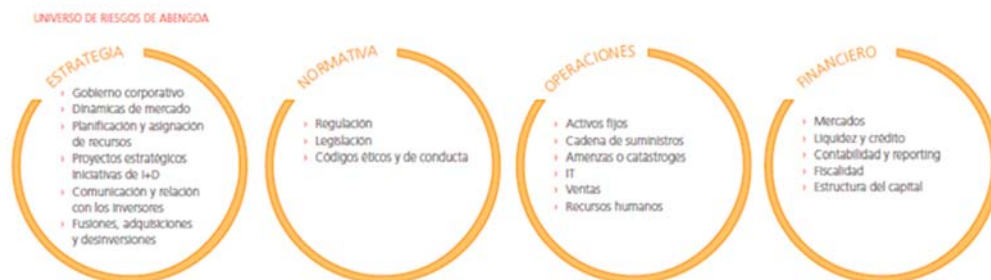 UNIVERSO DE RIESGOS DE ABENGOA
ESTRATEGIA
› Gobierno corporativo
› Dinámicas de mercado
› Planificación y asignación
de recursos
› Proyectos estratégicos
Iniciativas de I+D
› Comunicación y relación
con los inversores
› Fusiones, adquisiciones
y desinversiones
NORMATIVA
› Regulación
› Legislación
› Códigos éticos y de conducta
OPERACIONES
› Activos fijos
› Cadena de suministros
› Amenzas o catástroges
› IT
› Ventas
› Recursos humanos
FINANCIERO
› Mercados
› Liquidez y crédito
› Contabilidad y reporting
› Fiscalidad
› Estructura del capital